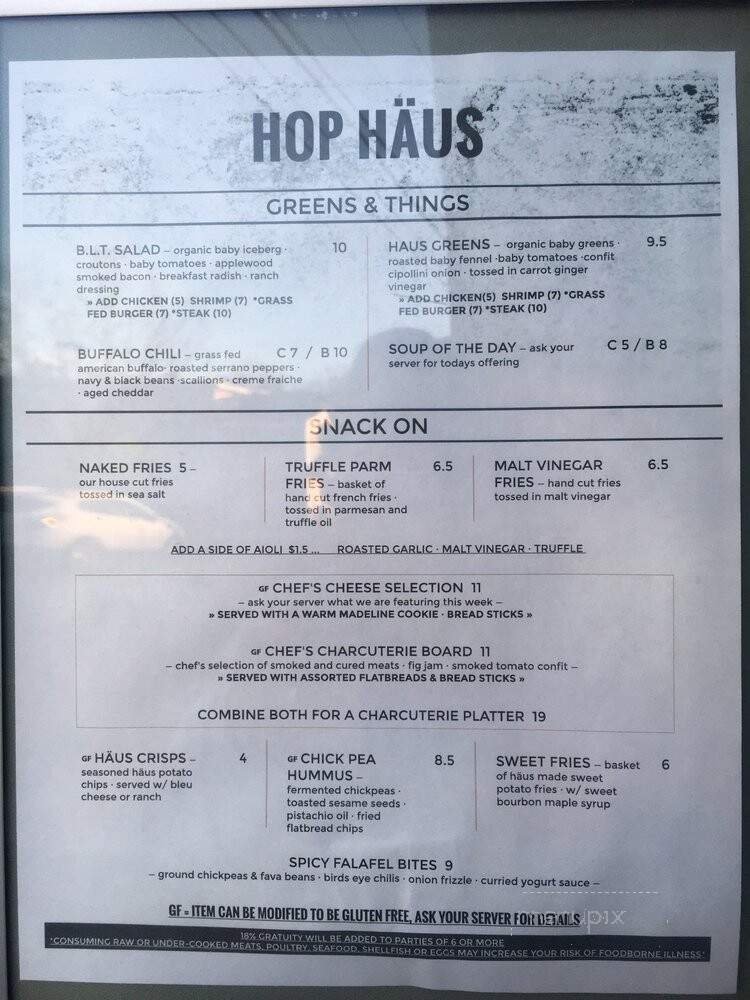 HOP HÄUS
GREENS & THINGS
B.L.T. SALAD – organic baby iceberg · 10
croutons · baby tomatoes · applewood
smoked bacon · breakfast radish · ranch
dressing
» ADD CHICKEN (5) SHRIMP (7) *GRASS
FED BURGER (7) *STEAK (10)
HAUS GREENS – organic baby greens · 9.5
roasted baby fennel ·baby tomatoes ·confit
cipollini onion · tossed in carrot ginger
vinegar
» ADD CHICKEN(5) SHRIMP (7) *GRASS
FED BURGER (7) *STEAK (10)
BUFFALO CHILI – grass fed C 7 / B 10
american buffalo· roasted serrano peppers ·
navy & black beans ·scallions · creme fraiche
· aged cheddar
SOUP OF THE DAY – ask your C 5 / B 8
server for todays offering
SNACK ON
NAKED FRIES 5 –
our house cut fries
tossed in sea salt
TRUFFLE PARM 6.5
FRIES – basket of
hand cut french fries ·
tossed in parmesan and
truffle oil
MALT VINEGAR 6.5
FRIES – hand cut fries
tossed in malt vinegar
ADD A SIDE OF AIOLI $1.5 ... ROASTED GARLIC · MALT VINEGAR · TRUFFLE
GF CHEF'S CHEESE SELECTION 11
– ask your server what we are featuring this week –
» SERVED WITH A WARM MADELINE COOKIE · BREAD STICKS »
GF CHEF'S CHARCUTERIE BOARD 11
– chef's selection of smoked and cured meats · fig jam · smoked tomato confit –
» SERVED WITH ASSORTED FLATBREADS & BREAD STICKS »
COMBINE BOTH FOR A CHARCUTERIE PLATTER 19
GF HÄUS CRISPS – 4
seasoned häus potato
chips · served w/ bleu
cheese or ranch
GF CHICK PEA 8.5
HUMMUS –
fermented chickpeas ·
toasted sesame seeds ·
pistachio oil · fried
flatbread chips
SWEET FRIES – basket 6
of häus made sweet
potato fries · w/ sweet
bourbon maple syrup
SPICY FALAFEL BITES 9
– ground chickpeas & fava beans · birds eye chilis · onion frizzle · curried yogurt sauce –
GF = ITEM CAN BE MODIFIED TO BE GLUTEN FREE, ASK YOUR SERVER FOR DETAILS
18% GRATUITY WILL BE ADDED TO PARTIES OF 6 OR MORE
*CONSUMING RAW OR UNDER-COOKED MEATS, POULTRY, SEAFOOD, SHELLFISH OR EGGS MAY INCREASE YOUR RISK OF FOODBORNE ILLNESS*